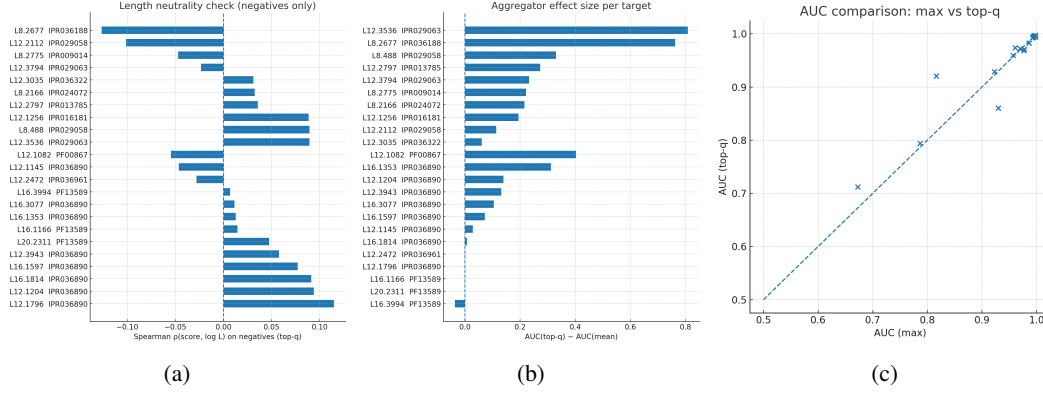 Length neutrality check (negatives only)
L8.2677 IPR036188
L12.2112 IPR029058
L8.2775 IPR009014
L12.3794 IPR029063
L12.3035 IPR036322
L8.2166 IPR024072
L12.2797 IPR013785
L12.1256 IPR016181
L8.488 IPR029058
L12.3536 IPR029063
L12.1082 PF00867
L12.1145 IPR036890
L12.2472 IPR036961
L16.3994 PF13589
L16.3077 IPR036890
L16.1353 IPR036890
L16.1166 PF13589
L20.2311 PF13589
L12.3943 IPR036890
L16.1597 IPR036890
L16.1814 IPR036890
L12.1204 IPR036890
L12.1796 IPR036890
−0.10 −0.05 0.00 0.05 0.10
Spearman ρ(score, log L) on negatives (top-q)
(a)
Aggregator effect size per target
L12.3536 IPR029063
L8.2677 IPR036188
L8.488 IPR029058
L12.2797 IPR013785
L12.3794 IPR029063
L8.2775 IPR009014
L8.2166 IPR024072
L12.1256 IPR016181
L12.2112 IPR029058
L12.3035 IPR036322
L12.1082 PF00867
L16.1353 IPR036890
L12.1204 IPR036890
L12.3943 IPR036890
L16.3077 IPR036890
L16.1597 IPR036890
L12.1145 IPR036890
L16.1814 IPR036890
L12.2472 IPR036961
L12.1796 IPR036890
L16.1166 PF13589
L20.2311 PF13589
L16.3994 PF13589
0.0 0.2 0.4 0.6 0.8
AUC(top-q) − AUC(mean)
(b)
AUC comparison: max vs top-q
AUC (top-q)
1.0
0.9
0.8
0.7
0.6
0.5
0.5 0.6 0.7 0.8 0.9 1.0
AUC (max)
(c)